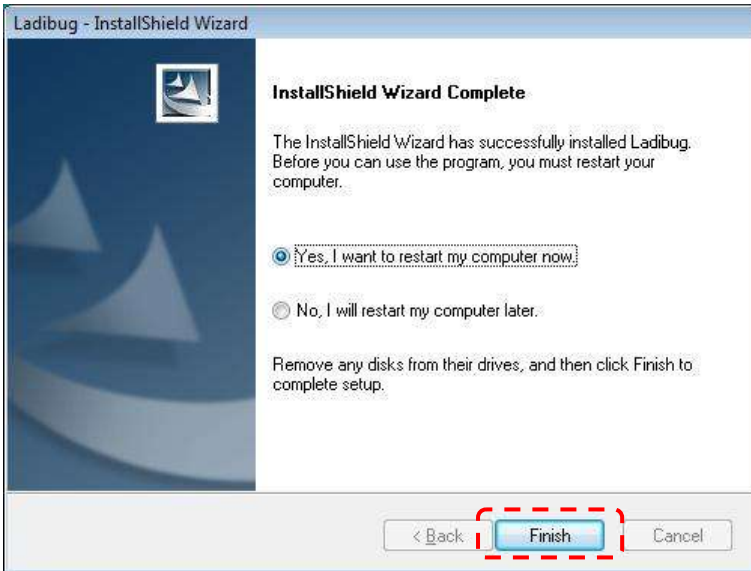 Ladibug - InstallShield Wizard
InstallShield Wizard Complete
The InstallShield Wizard has successfully installed Ladibug.
Before you can use the program, you must restart your
computer.
Yes, I want to restart my computer now.
No, I will restart my computer later.
Remove any disks from their drives, and then click Finish to
complete setup.
< Back Finish Cancel